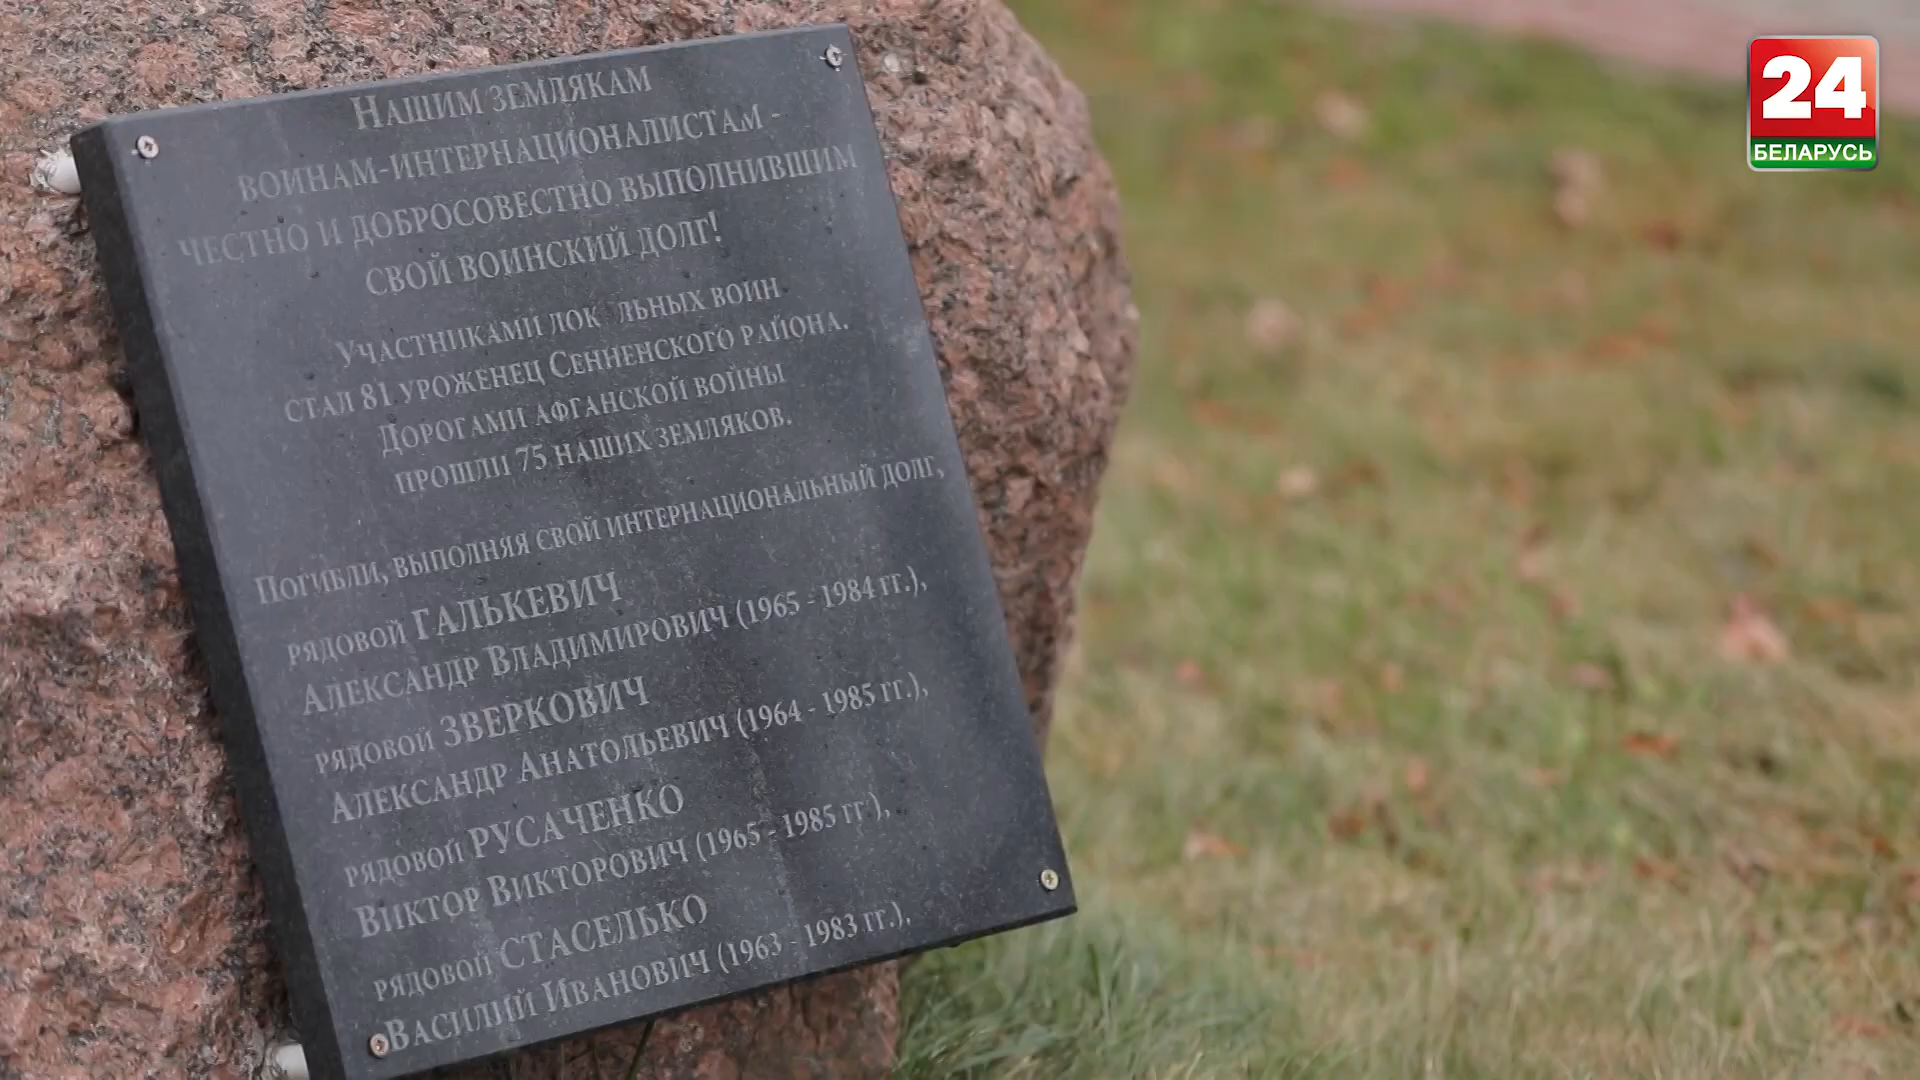 Нашим землякам
воинам-интернационалистам -
честно и добросовестно выполнившим
свой воинский долг!
Участниками лок льных воин
стал 81 уроженец Сенненского района.
Дорогами афганской войны
прошли 75 наших земляков.
Погибли, выполняя свой интернациональный долг,
рядовой ГАЛЬКЕВИЧ
Александр Владимирович (1965 - 1984 гг.),
рядовой ЗВЕРКОВИЧ
Александр Анатольевич (1964 - 1985 гг.),
рядовой РУСАЧЕНКО
Виктор Викторович (1965 - 1985 гг.),
рядовой СТАСЕЛЬКО
Василий Иванович (1963 - 1983 гг.),
24
БЕЛАРУСЬ